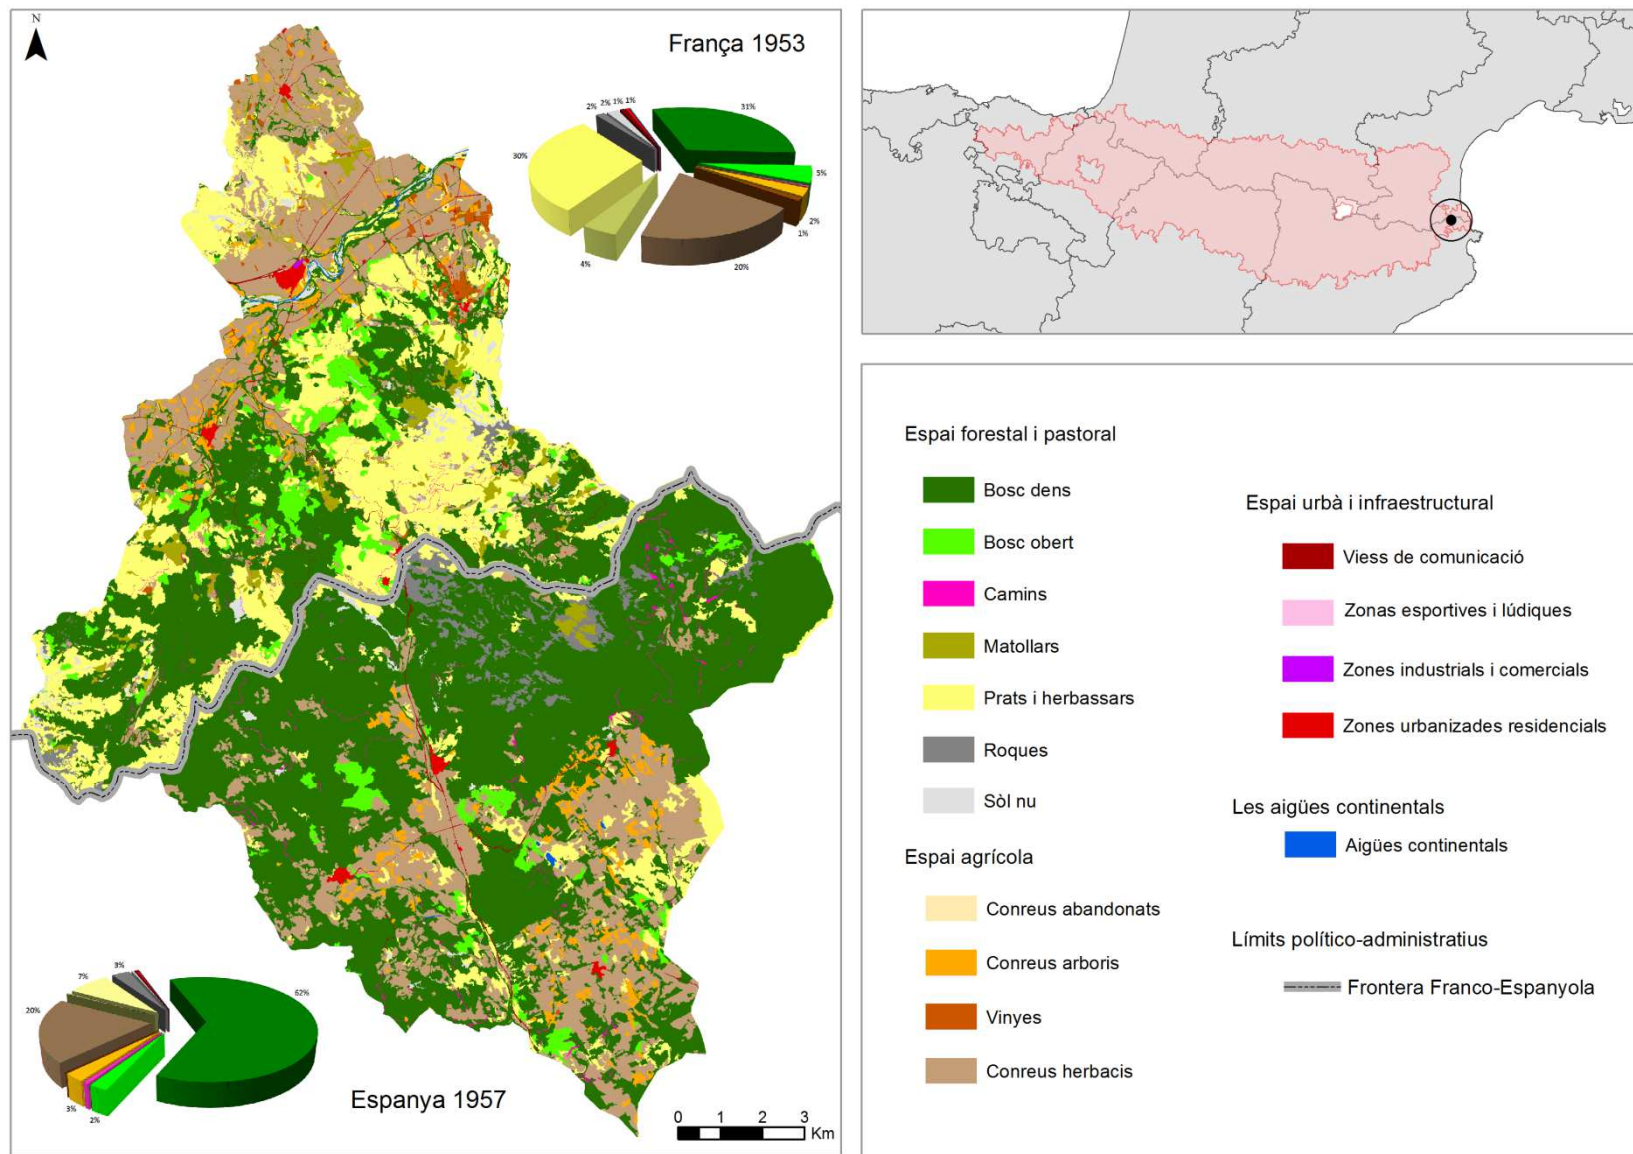 N
França 1953
2%
2%
1%
1%
31%
30%
5%
2%
1%
4%
20%
7%
3%
62%
20%
3%
2%
Espanya 1957
0 1 2 3
Km
Espai forestal i pastoral
Bosc dens
Bosc obert
Camins
Matollars
Prats i herbassars
Roques
Sòl nu
Espai agrícola
Conreus abandonats
Conreus arboris
Vinyes
Conreus herbacis
Espai urbà i infraestructural
Viess de comunicació
Zonas esportives i lúdiques
Zones industrials i comercials
Zones urbanizades residencials
Les aigües continentals
Aigües continentals
Límits político-administratius
Frontera Franco-Espanyola